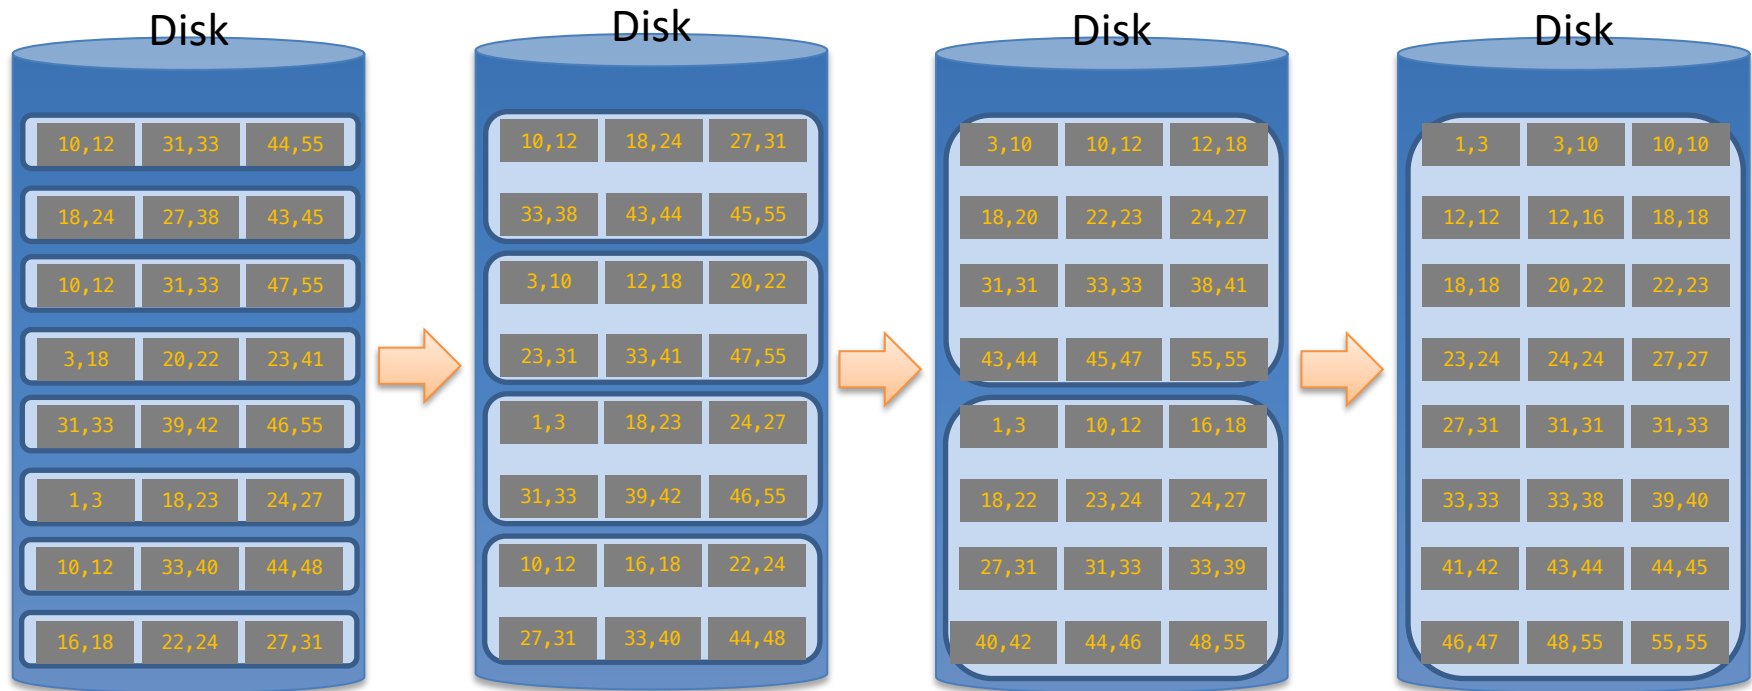 Disk
10,12 31,33 44,55
18,24 27,38 43,45
10,12 31,33 47,55
3,18 20,22 23,41
31,33 39,42 46,55
1,3 18,23 24,27
10,12 33,40 44,48
16,18 22,24 27,31
Disk
10,12 18,24 27,31
33,38 43,44 45,55
3,10 12,18 20,22
23,31 33,41 47,55
1,3 18,23 24,27
31,33 39,42 46,55
10,12 16,18 22,24
27,31 33,40 44,48
Disk
3,10 10,12 12,18
18,20 22,23 24,27
31,31 33,33 38,41
43,44 45,47 55,55
1,3 10,12 16,18
18,22 23,24 24,27
27,31 31,33 33,39
40,42 44,46 48,55
Disk
1,3 3,10 10,10
12,12 12,16 18,18
18,18 20,22 22,23
23,24 24,24 27,27
27,31 31,31 31,33
33,33 33,38 39,40
41,42 43,44 44,45
46,47 48,55 55,55